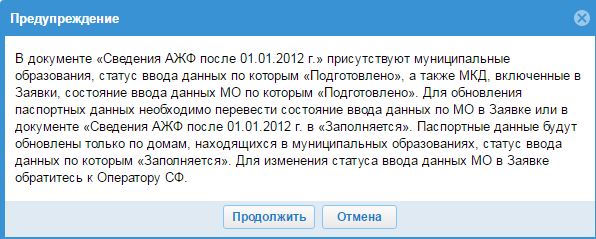 Предупреждение
В документе «Сведения АЖФ после 01.01.2012 г.» присутствуют муниципальные
образования, статус ввода данных по которым «Подготовлено», а также МКД, включенные в
Заявки, состояние ввода данных МО по которым «Подготовлено». Для обновления
паспортных данных необходимо перевести состояние ввода данных по МО в Заявке или в
документе «Сведения АЖФ после 01.01.2012 г. в «Заполняется». Паспортные данные будут
обновлены только по домам, находящихся в муниципальных образованиях, статус ввода
данных по которым «Заполняется». Для изменения статуса ввода данных МО в Заявке
обратитесь к Оператору СФ.
Продолжить Отмена